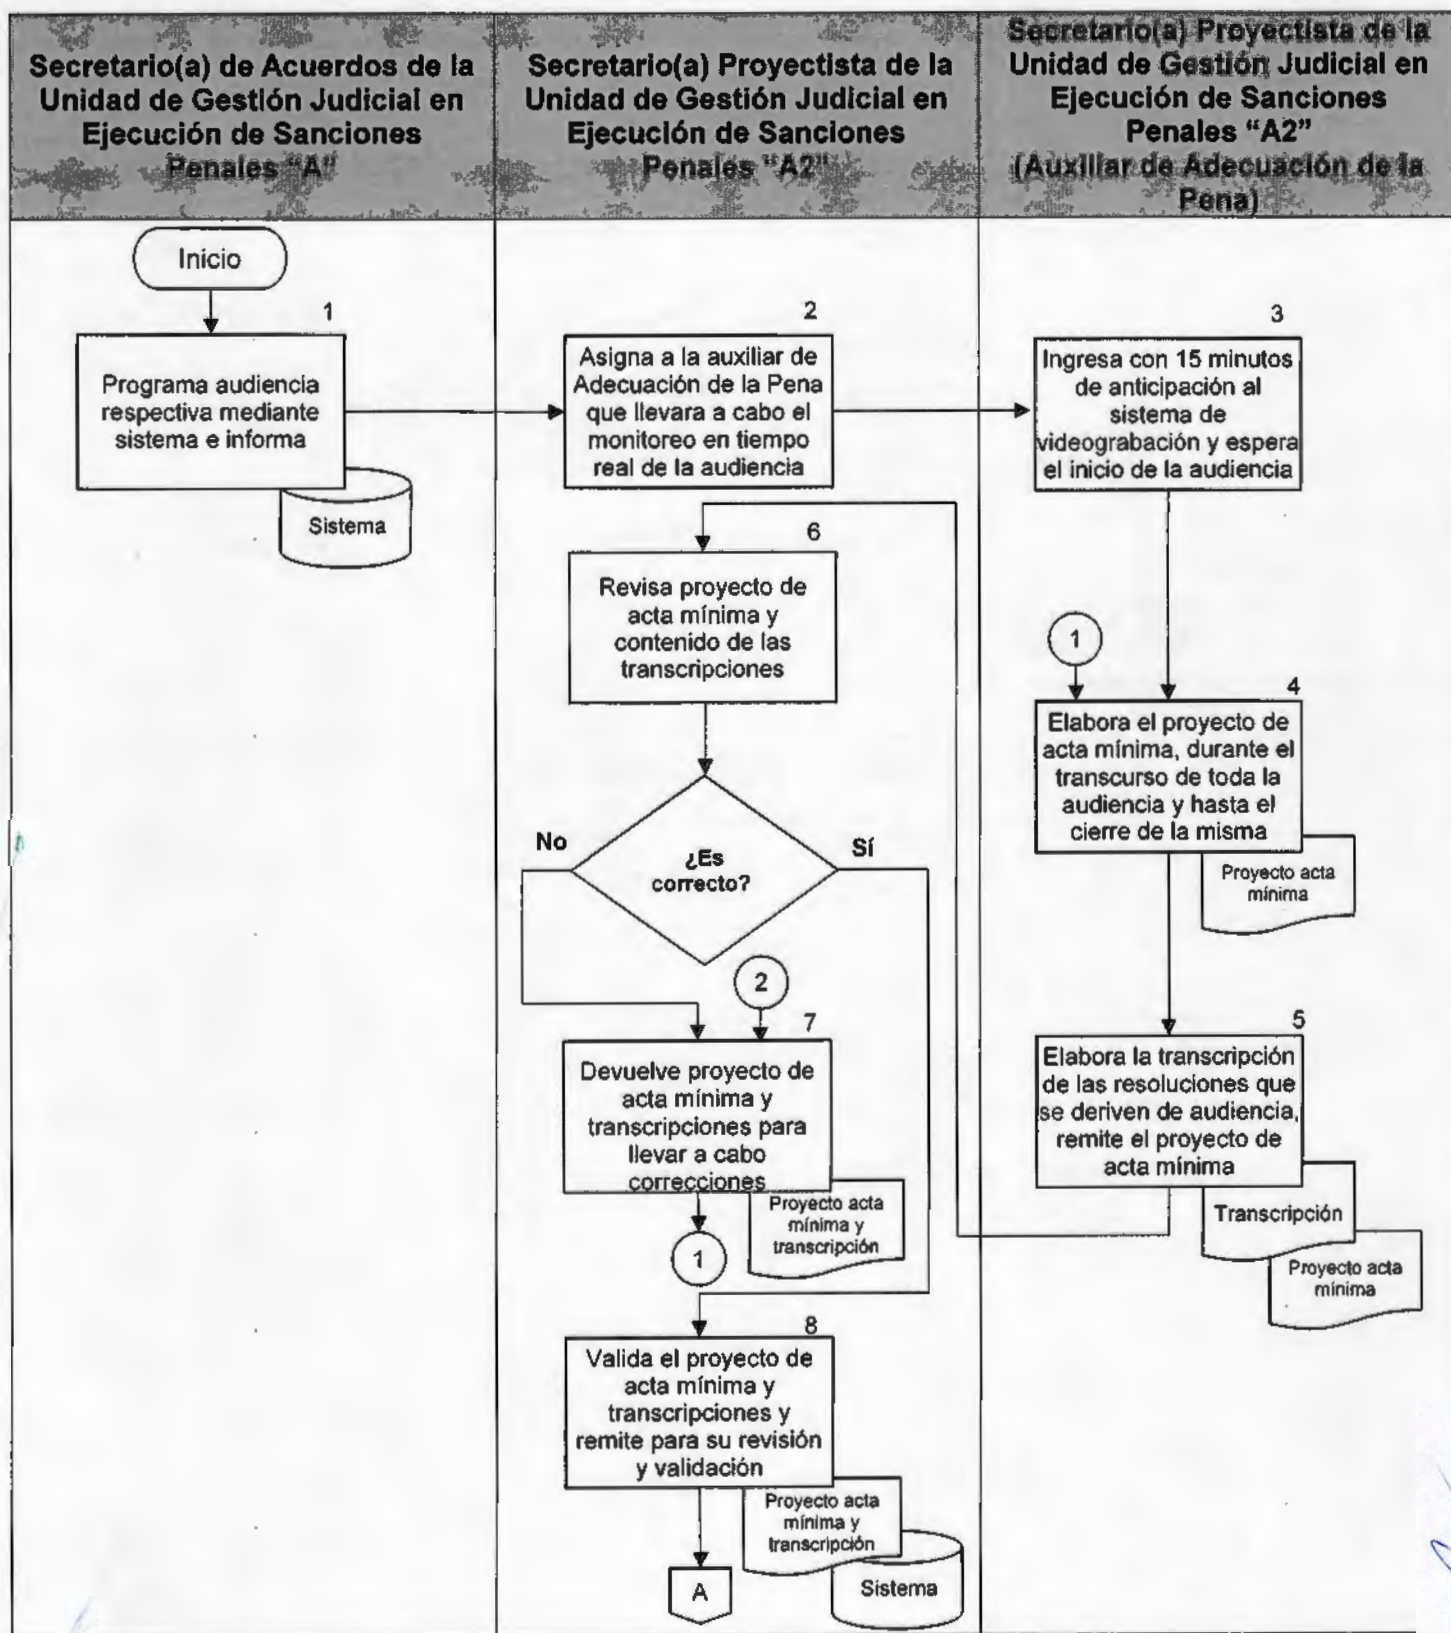 Secretario(a) de Acuerdos de la
Unidad de Gestión Judicial en
Ejecución de Sanciones
Penales "A"
Secretario(a) Proyectista de la
Unidad de Gestión Judicial en
Ejecución de Sanciones
Penales "A2"
Secretario(a) Proyectista de la
Unidad de Gestión Judicial en
Ejecución de Sanciones
Penales "A2"
(Auxiliar de Adecuación de la
Pena)
Inicio
1
Programa audiencia
respectiva mediante
sistema e informa
Sistema
2
Asigna a la auxiliar de
Adecuación de la Pena
que llevara a cabo el
monitoreo en tiempo
real de la audiencia
3
Ingresa con 15 minutos
de anticipación al
sistema de
videograbación y espera
el inicio de la audiencia
1
4
Elabora el proyecto de
acta mínima, durante el
transcurso de toda la
audiencia y hasta el
cierre de la misma
Proyecto acta
mínima
5
Elabora la transcripción
de las resoluciones que
se deriven de audiencia,
remite el proyecto de
acta mínima
Transcripción
Proyecto acta
mínima
6
Revisa proyecto de
acta mínima y
contenido de las
transcripciones
¿Es
correcto?
No
Sí
2
7
Devuelve proyecto de
acta mínima y
transcripciones para
llevar a cabo
correcciones
Proyecto acta
mínima y
transcripción
1
8
Valida el proyecto de
acta mínima y
transcripciones y
remite para su revisión
y validación
Proyecto acta
mínima y
transcripción
Sistema
A